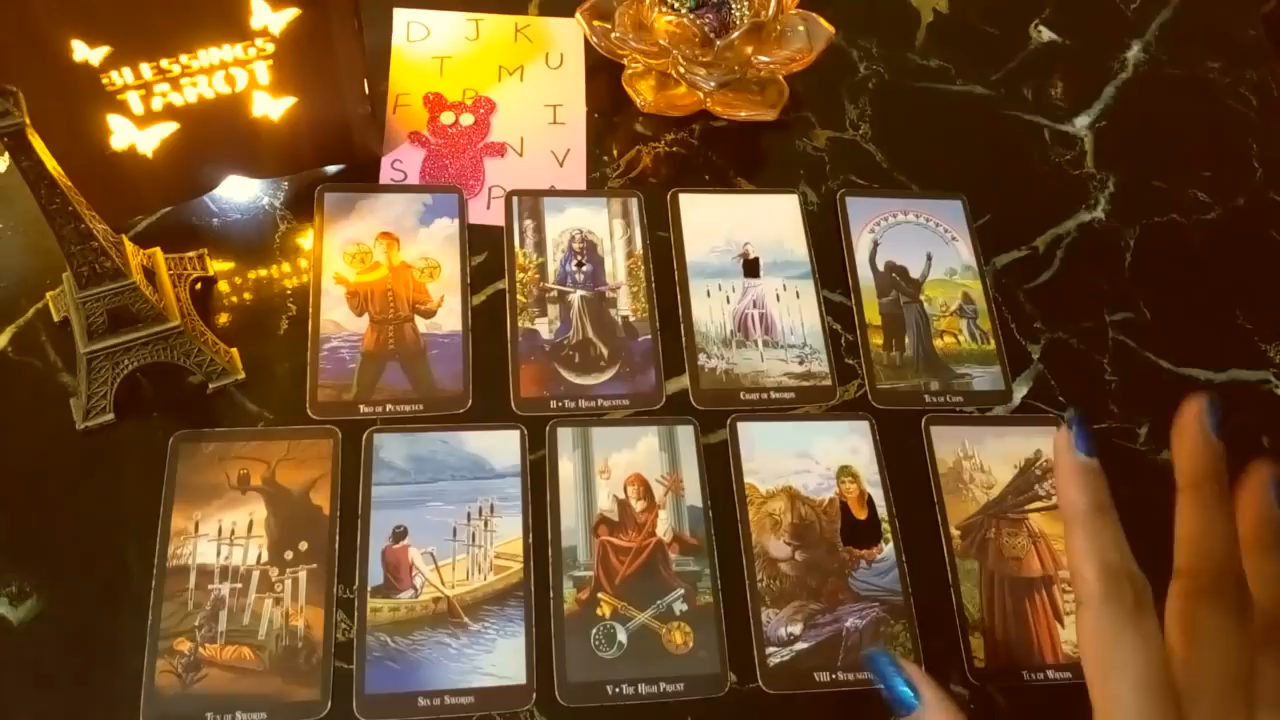 BLESSINGS
TAROT
D J K
T M U
F B I
N V
S
P
TWO OF PENTACLES
II • THE HIGH PRIESTESS
EIGHT OF SWORDS
TEN OF CUPS
TEN OF SWORDS
SIX OF SWORDS
V • THE HIGH PRIEST
VIII • STRENGTH
TEN OF WANDS